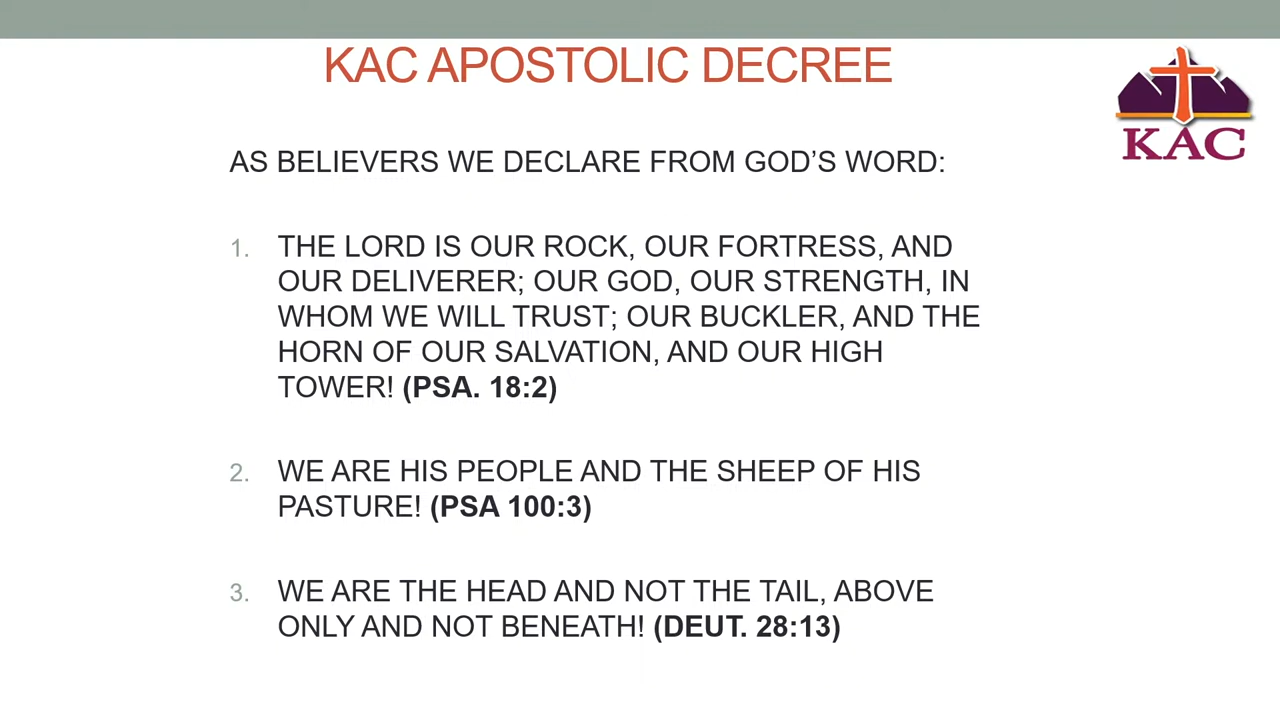 KAC APOSTOLIC DECREE
KAC
AS BELIEVERS WE DECLARE FROM GOD’S WORD:
1. THE LORD IS OUR ROCK, OUR FORTRESS, AND
OUR DELIVERER; OUR GOD, OUR STRENGTH, IN
WHOM WE WILL TRUST; OUR BUCKLER, AND THE
HORN OF OUR SALVATION, AND OUR HIGH
TOWER! (PSA. 18:2)
2. WE ARE HIS PEOPLE AND THE SHEEP OF HIS
PASTURE! (PSA 100:3)
3. WE ARE THE HEAD AND NOT THE TAIL, ABOVE
ONLY AND NOT BENEATH! (DEUT. 28:13)